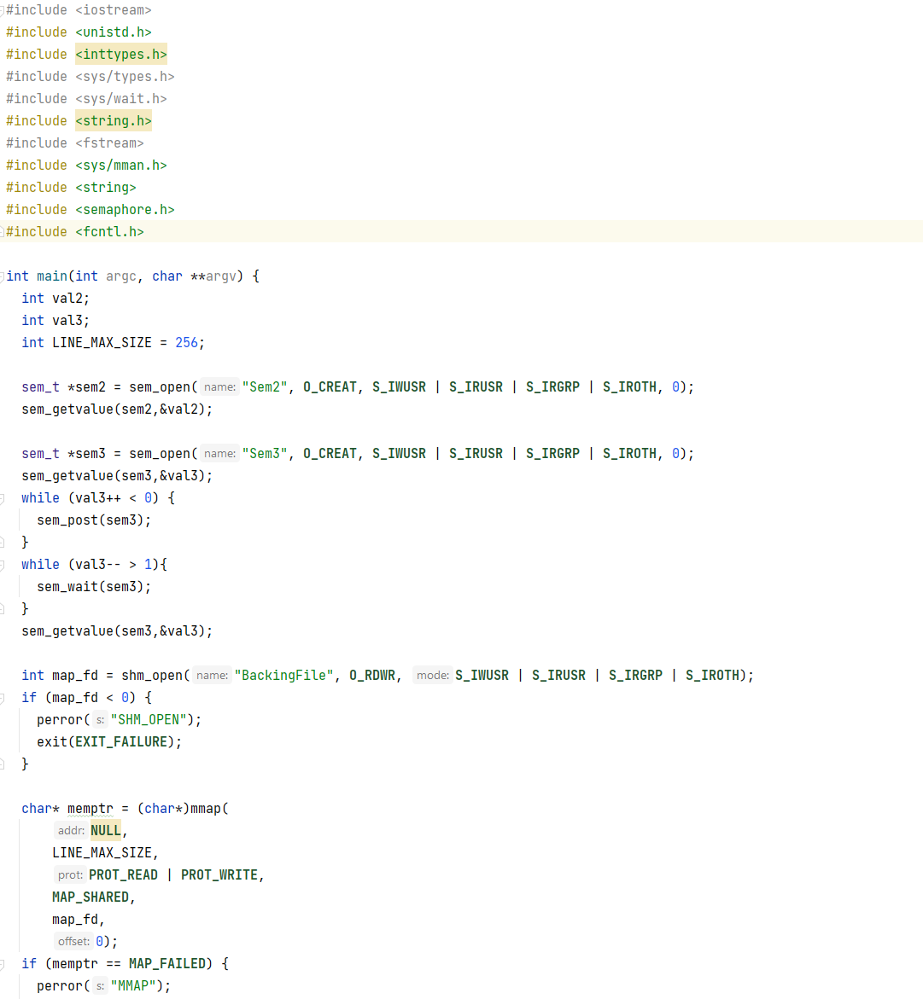 #include <iostream>
#include <unistd.h>
#include <inttypes.h>
#include <sys/types.h>
#include <sys/wait.h>
#include <string.h>
#include <fstream>
#include <sys/mman.h>
#include <string>
#include <semaphore.h>
#include <fcntl.h>

int main(int argc, char **argv) {
  int val2;
  int val3;
  int LINE_MAX_SIZE = 256;

  sem_t *sem2 = sem_open( name: "Sem2", O_CREAT, S_IWUSR | S_IRUSR | S_IRGRP | S_IROTH, 0);
  sem_getvalue(sem2,&val2);

  sem_t *sem3 = sem_open( name: "Sem3", O_CREAT, S_IWUSR | S_IRUSR | S_IRGRP | S_IROTH, 0);
  sem_getvalue(sem3,&val3);
  while (val3++ < 0) {
    sem_post(sem3);
  }
  while (val3-- > 1){
    sem_wait(sem3);
  }
  sem_getvalue(sem3,&val3);

  int map_fd = shm_open( name: "BackingFile", O_RDWR, mode: S_IWUSR | S_IRUSR | S_IRGRP | S_IROTH);
  if (map_fd < 0) {
    perror( s: "SHM_OPEN");
    exit(EXIT_FAILURE);
  }

  char* memptr = (char*)mmap(
      addr: NULL,
      LINE_MAX_SIZE,
      prot: PROT_READ | PROT_WRITE,
      MAP_SHARED,
      map_fd,
      offset: 0);
  if (memptr == MAP_FAILED) {
    perror( s: "MMAP");